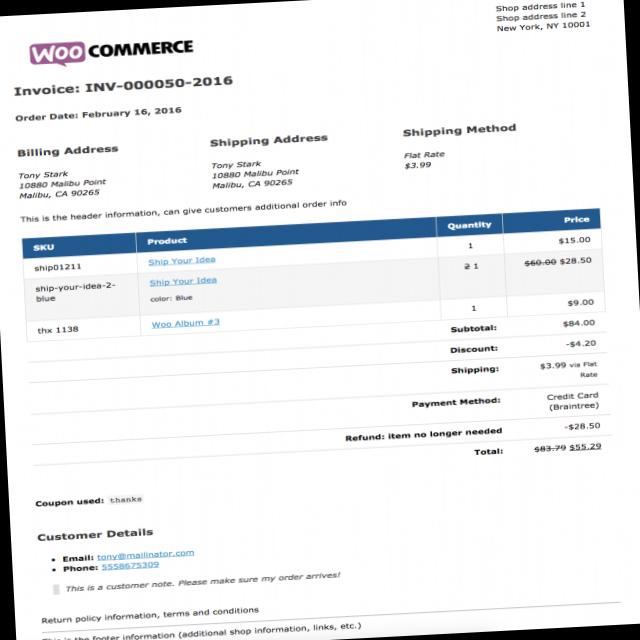 Shop address line 1
Shop address line 2
New York, NY 10001
WOO COMMERCE
Invoice: INV-000050-2016
Order Date: February 16, 2016
Billing Address
Tony Stark
10880 Malibu Point
Malibu, CA 90265
Shipping Address
Tony Stark
10880 Malibu Point
Malibu, CA 90265
Shipping Method
Flat Rate
$3.99
This is the header information, can give customers additional order info
SKU Product Quantity Price
ship01211 Ship Your Idea 1 $15.00
ship-your-idea-2-blue Ship Your Idea 2 1 $60.00 $28.50
color: Blue
thx 1138 Woo Album #3 1 $9.00
Subtotal: $84.00
Discount: -$4.20
Shipping: $3.99 via Flat Rate
Payment Method: Credit Card (Braintree)
Refund: item no longer needed -$28.50
Total: $83.79 $55.29
Coupon used: thanks
Customer Details
• Email: tony@mailinator.com
• Phone: 5558675309
This is a customer note. Please make sure my order arrives!
Return policy information, terms and conditions
This is the footer information (additional shop information, links, etc.)